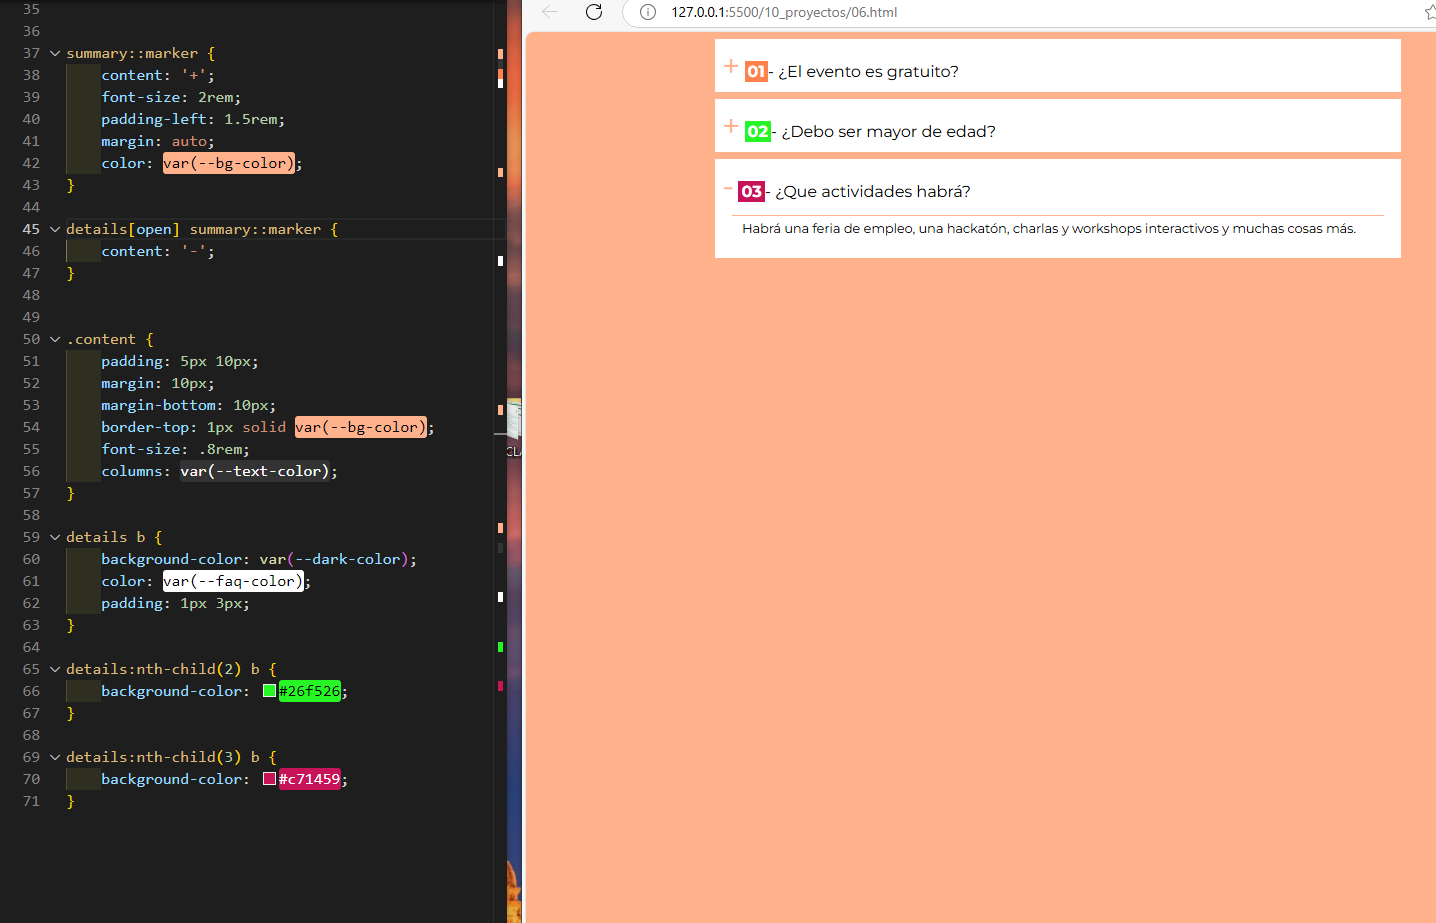 35
36
37 summary::marker {
38 content: '+';
39 font-size: 2rem;
40 padding-left: 1.5rem;
41 margin: auto;
42 color: var(--bg-color);
43 }
44
45 details[open] summary::marker {
46 content: '-';
47 }
48
49
50 .content {
51 padding: 5px 10px;
52 margin: 10px;
53 margin-bottom: 10px;
54 border-top: 1px solid var(--bg-color);
55 font-size: .8rem;
56 columns: var(--text-color);
57 }
58
59 details b {
60 background-color: var(--dark-color);
61 color: var(--faq-color);
62 padding: 1px 3px;
63 }
64
65 details:nth-child(2) b {
66 background-color: #26f526;
67 }
68
69 details:nth-child(3) b {
70 background-color: #c71459;
71 }
127.0.0.1:5500/10_proyectos/06.html
+ 01- ¿El evento es gratuito?
+ 02- ¿Debo ser mayor de edad?
- 03- ¿Que actividades habrá?
Habrá una feria de empleo, una hackatón, charlas y workshops interactivos y muchas cosas más.